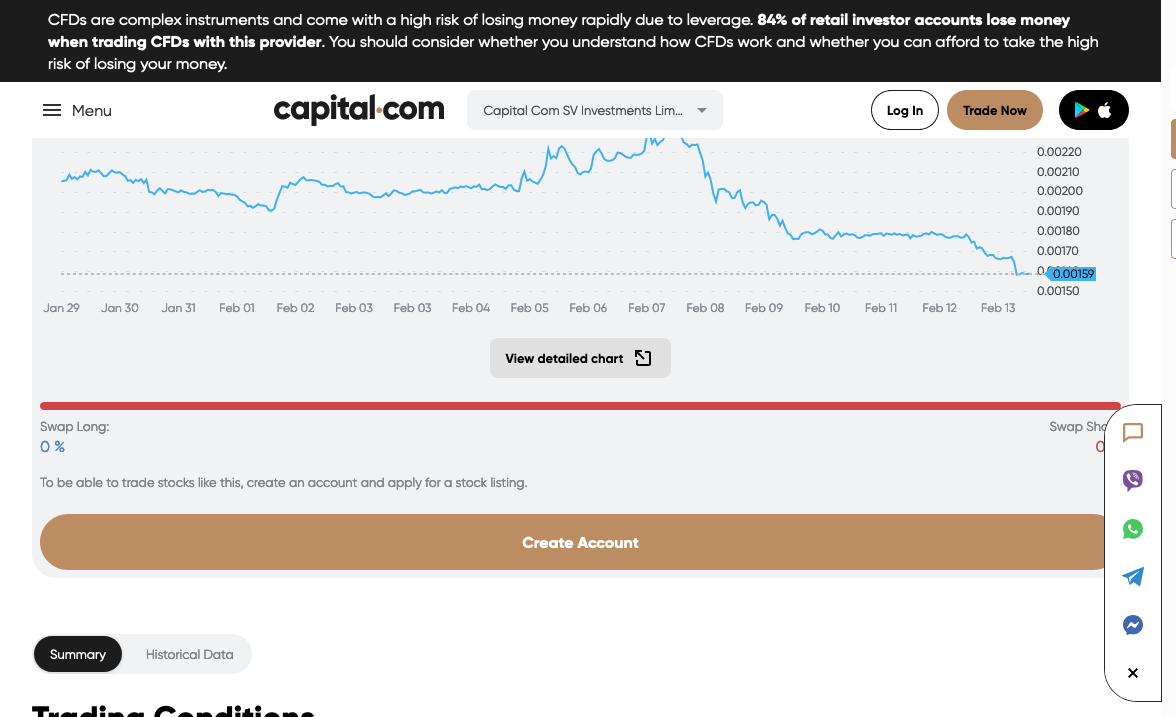 CFDs are complex instruments and come with a high risk of losing money rapidly due to leverage. 84% of retail investor accounts lose money
when trading CFDs with this provider. You should consider whether you understand how CFDs work and whether you can afford to take the high
risk of losing your money.
Menu
capital.com
Capital Com SV Investments Lim...
Log In
Trade Now
0.00220
0.00210
0.00200
0.00190
0.00180
0.00170
0.00159
0.00150
Jan 29 Jan 30 Jan 31 Feb 01 Feb 02 Feb 03 Feb 03 Feb 04 Feb 05 Feb 06 Feb 07 Feb 08 Feb 09 Feb 10 Feb 11 Feb 12 Feb 13
View detailed chart
Swap Long:
0 %
Swap
0
To be able to trade stocks like this, create an account and apply for a stock listing.
Create Account
Summary
Historical Data
Trading Conditions